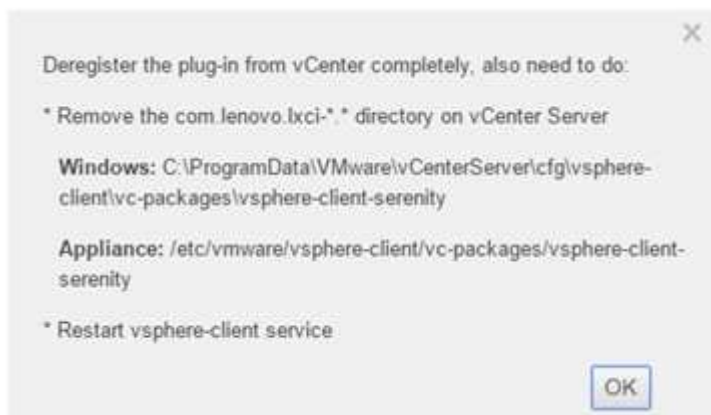 Deregister the plug-in from vCenter completely, also need to do:
* Remove the com.lenovo.lxci-*.* directory on vCenter Server
Windows: C:\ProgramData\VMware\vCenterServer\cfg\vsphere-
client\vc-packages\vsphere-client-serenity
Appliance: /etc/vmware/vsphere-client/vc-packages/vsphere-client-
serenity
* Restart vsphere-client service
OK